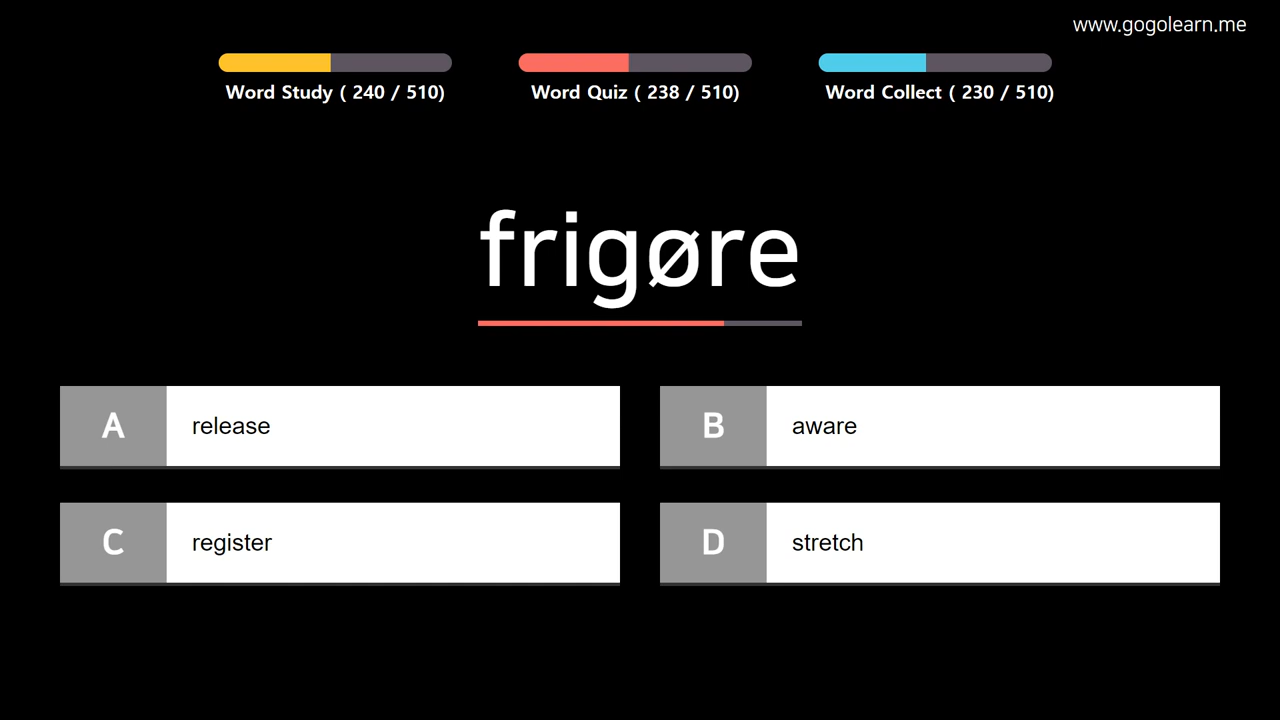 www.gogolearn.me
Word Study ( 240 / 510)
Word Quiz ( 238 / 510)
Word Collect ( 230 / 510)
frigøre
A release
B aware
C register
D stretch